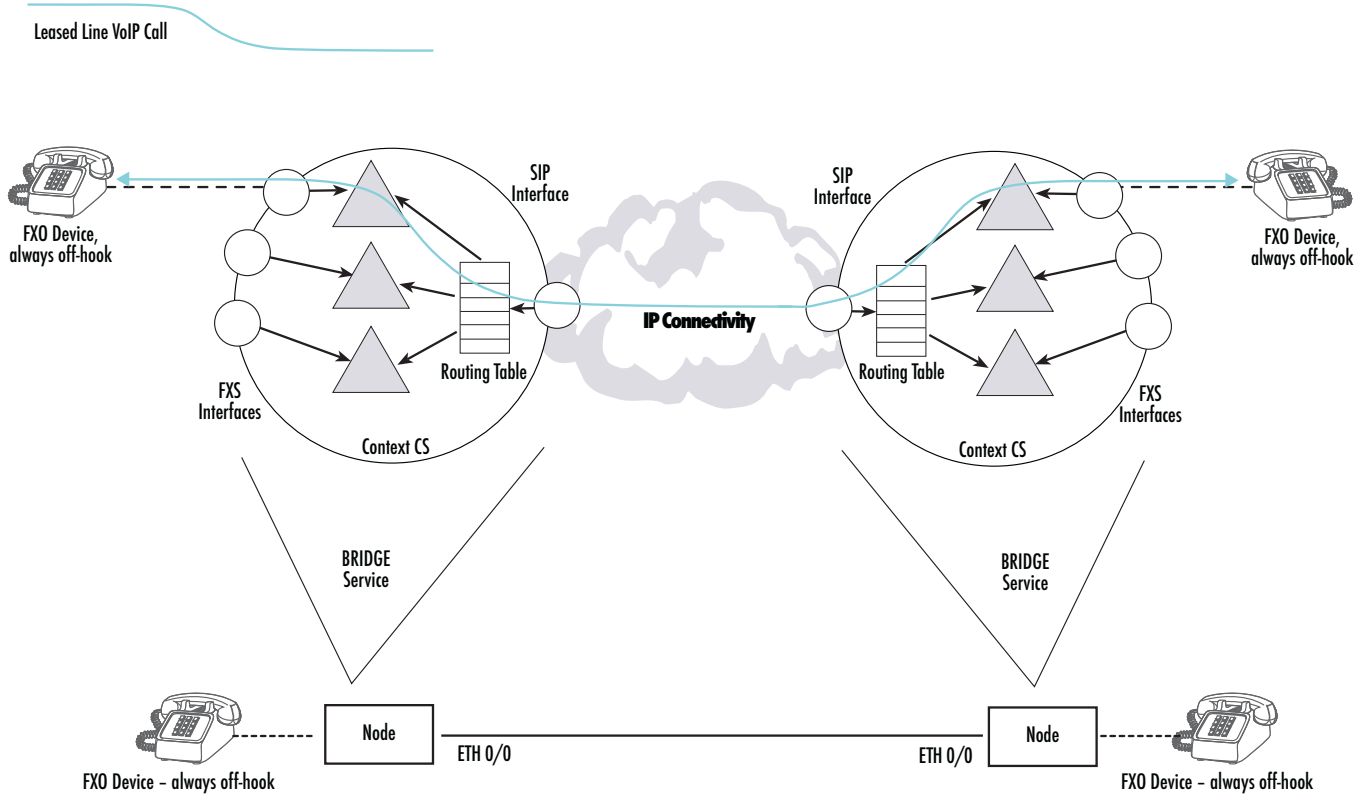 Leased Line VoIP Call
FXO Device,
always off-hook
SIP
Interface
IP Connectivity
Routing Table
FXS
Interfaces
Context CS
SIP
Interface
FXO Device,
always off-hook
Routing Table
FXS
Interfaces
Context CS
BRIDGE
Service
BRIDGE
Service
Node
ETH 0/0
ETH 0/0
Node
FXO Device – always off-hook
FXO Device – always off-hook